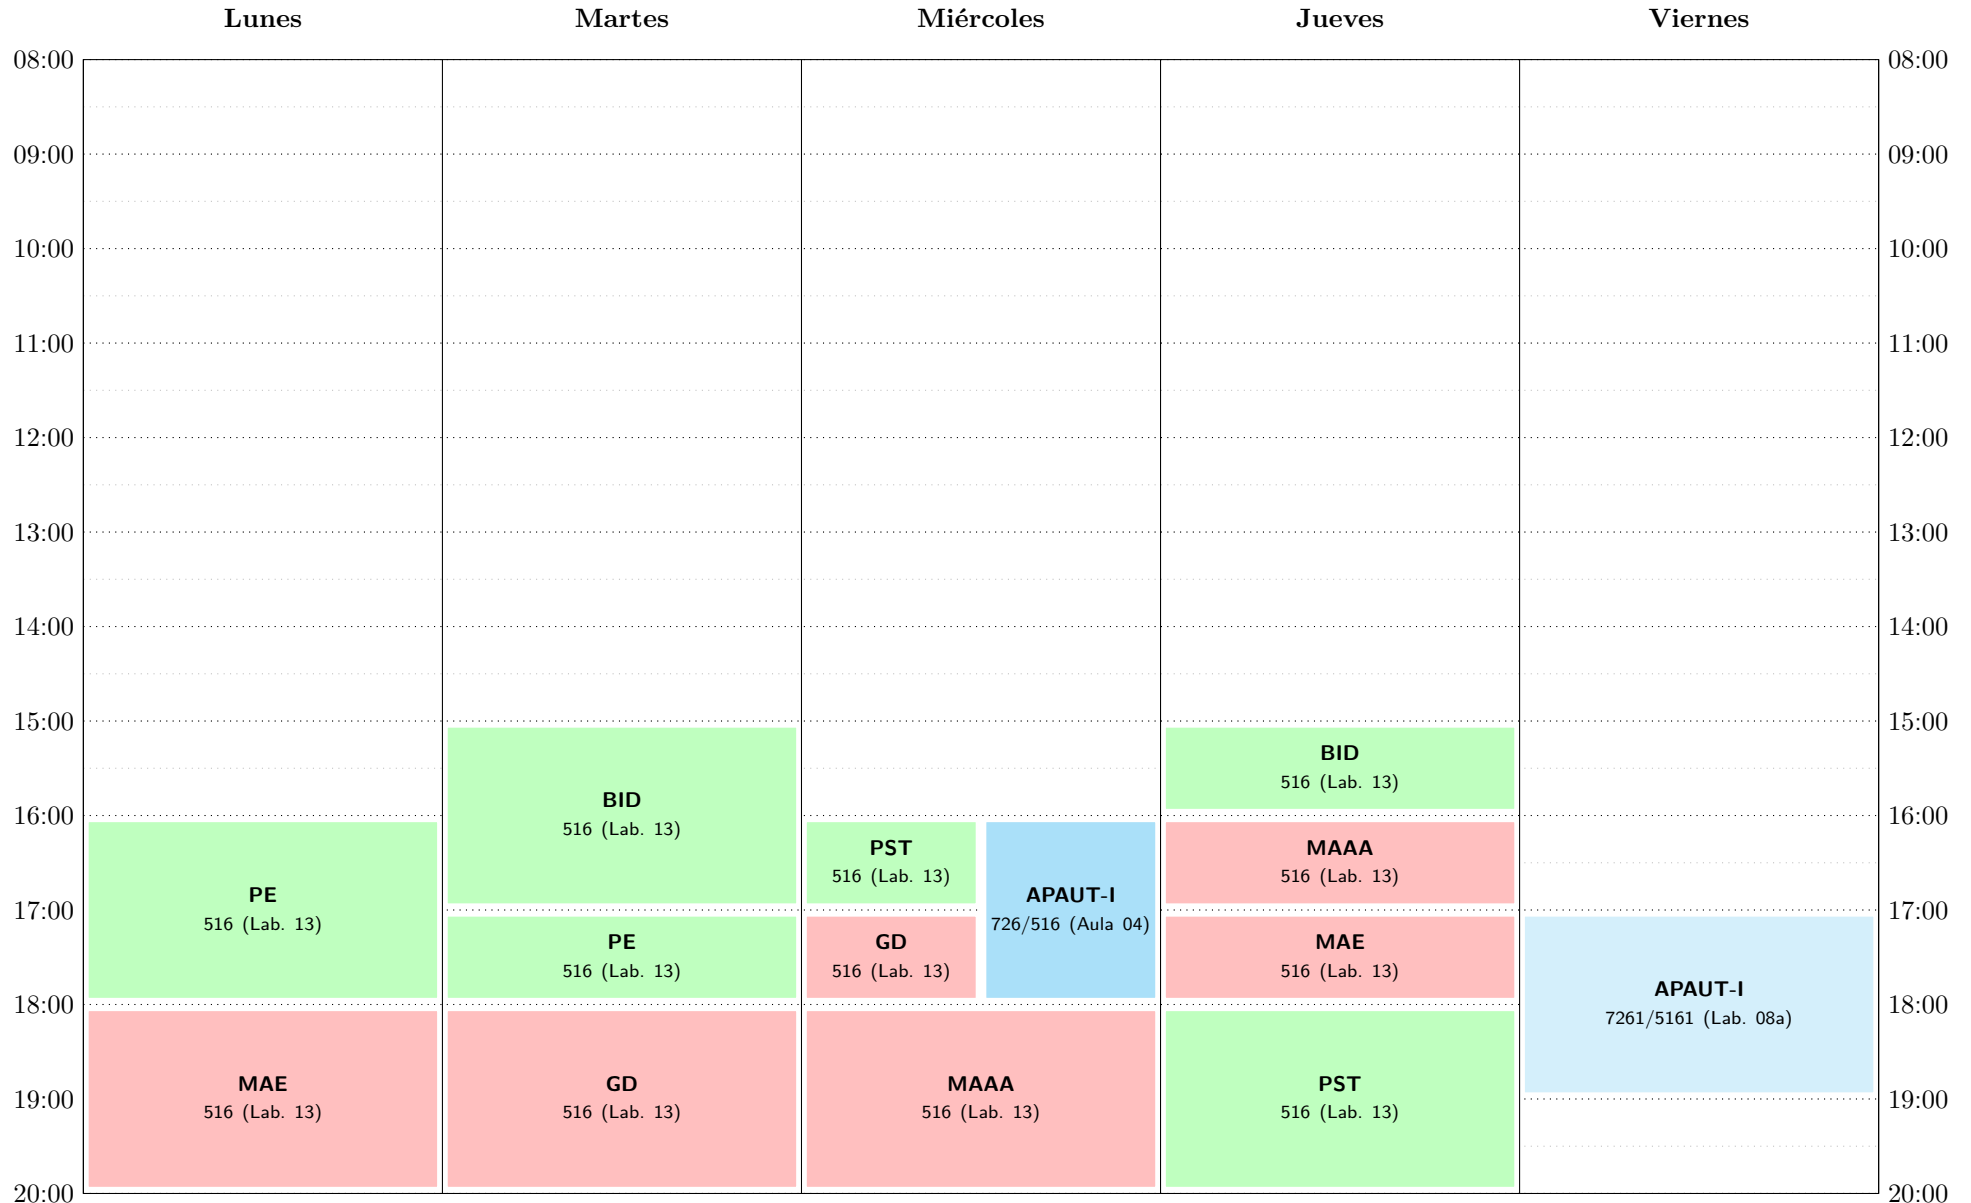 Lunes Martes Miércoles Jueves Viernes
08:00 08:00
09:00 09:00
10:00 10:00
11:00 11:00
12:00 12:00
13:00 13:00
14:00 14:00
15:00 15:00
16:00 16:00
17:00 17:00
18:00 18:00
19:00 19:00
20:00 20:00
PE
516 (Lab. 13)
MAE
516 (Lab. 13)
BID
516 (Lab. 13)
PE
516 (Lab. 13)
GD
516 (Lab. 13)
PST
516 (Lab. 13)
GD
516 (Lab. 13)
APAUT-I
726/516 (Aula 04)
MAAA
516 (Lab. 13)
BID
516 (Lab. 13)
MAAA
516 (Lab. 13)
MAE
516 (Lab. 13)
PST
516 (Lab. 13)
APAUT-I
7261/5161 (Lab. 08a)